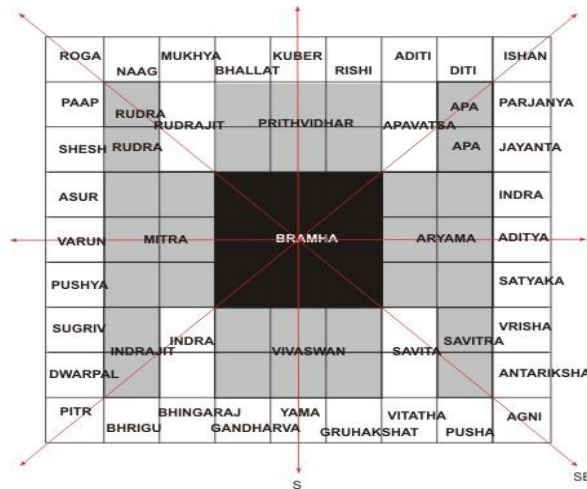 ROGA NAAG MUKHYA BHALLAT KUBER RISHI ADITI DITI ISHAN
PAAP RUDRA RUDRAJIT PRITHVIDHAR APAVATSA APA PARJANYA
SHESH RUDRA APA JAYANTA
ASUR INDRA
VARUN MITRA BRAMHA ARYAMA ADITYA
PUSHYA SATYAKA
SUGRIV INDRAJIT INDRA VIVASWAN SAVITA SAVITRA VRISHA
DWARPAL ANTARIKSHA
PITR BHRIGU BHINGARAJ GANDHARVA YAMA GRUHAKSHAT VITATHA PUSHA AGNI
S SE